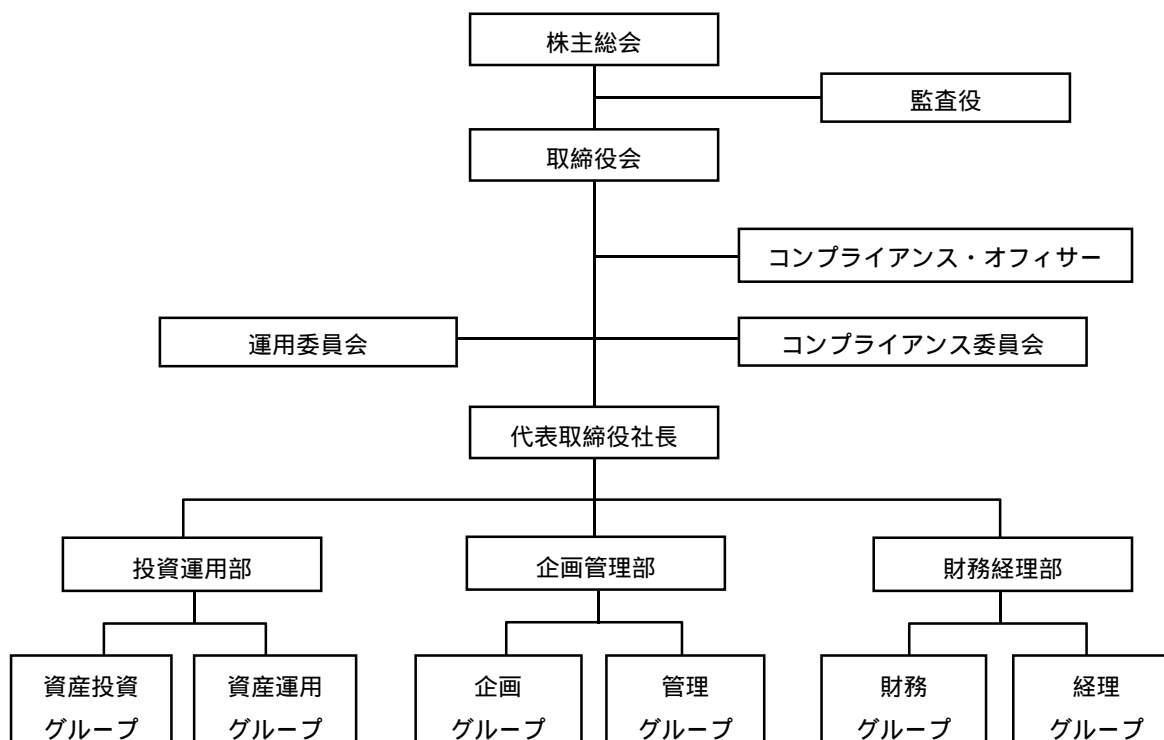 株主総会
監査役
取締役会
コンプライアンス・オフィサー
運用委員会
コンプライアンス委員会
代表取締役社長
投資運用部
企画管理部
財務経理部
資産投資
グループ
資産運用
グループ
企画
グループ
管理
グループ
財務
グループ
経理
グループ